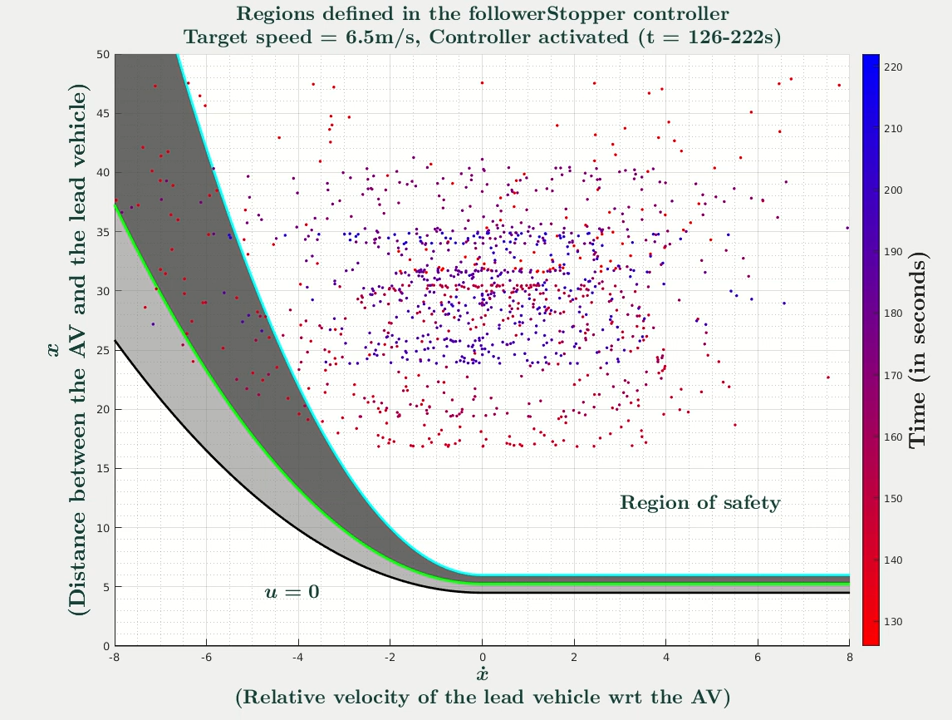 Regions defined in the followerStopper controller
Target speed = 6.5m/s, Controller activated (t = 126-222s)
x
(Distance between the AV and the lead vehicle)
50
45
40
35
30
25
20
15
10
5
0
Region of safety
u = 0
-8 -6 -4 -2 0 2 4 6 8
ẋ
(Relative velocity of the lead vehicle wrt the AV)
220
210
200
190
180
170
160
150
140
130
Time (in seconds)